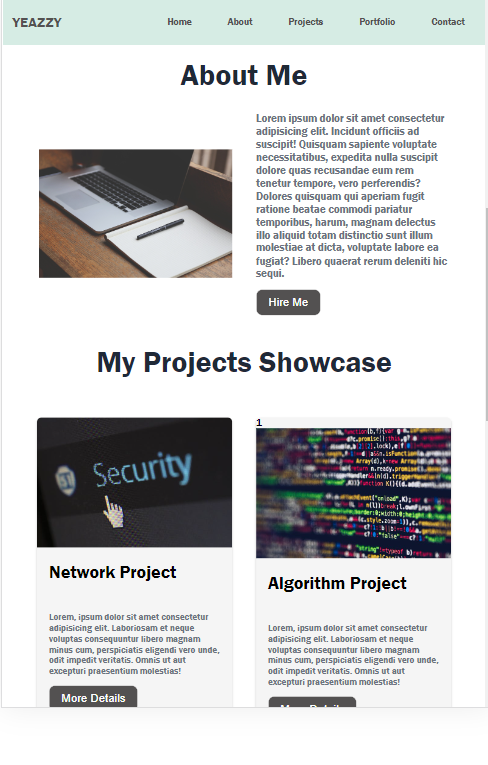 YEAZZY
Home About Projects Portfolio Contact
About Me
Lorem ipsum dolor sit amet consectetur
adipisicing elit. Incidunt officiis ad
suscipit! Quisquam sapiente voluptate
necessitatibus, expedita nulla suscipit
dolore quas recusandae eum rem
tenetur tempore, vero perferendis?
Dolores quisquam qui aperiam fugit
ratione beatae commodi pariatur
temporibus, harum, magnam delectus
illo aliquid totam distinctio sunt illum
molestiae at dicta, voluptate labore ea
fugiat? Libero quaerat rerum deleniti hic
sequi.
Hire Me
My Projects Showcase
Security
Network Project
Lorem, ipsum dolor sit amet consectetur
adipisicing elit. Laboriosam et neque
voluptas consequuntur libero magnam
minus cum, perspiciatis eligendi vero unde,
odit impedit veritatis. Omnis ut aut
excepturi praesentium molestias!
More Details
1
Algorithm Project
Lorem, ipsum dolor sit amet consectetur
adipisicing elit. Laboriosam et neque
voluptas consequuntur libero magnam
minus cum, perspiciatis eligendi vero unde,
odit impedit veritatis. Omnis ut aut
excepturi praesentium molestias!
More Details